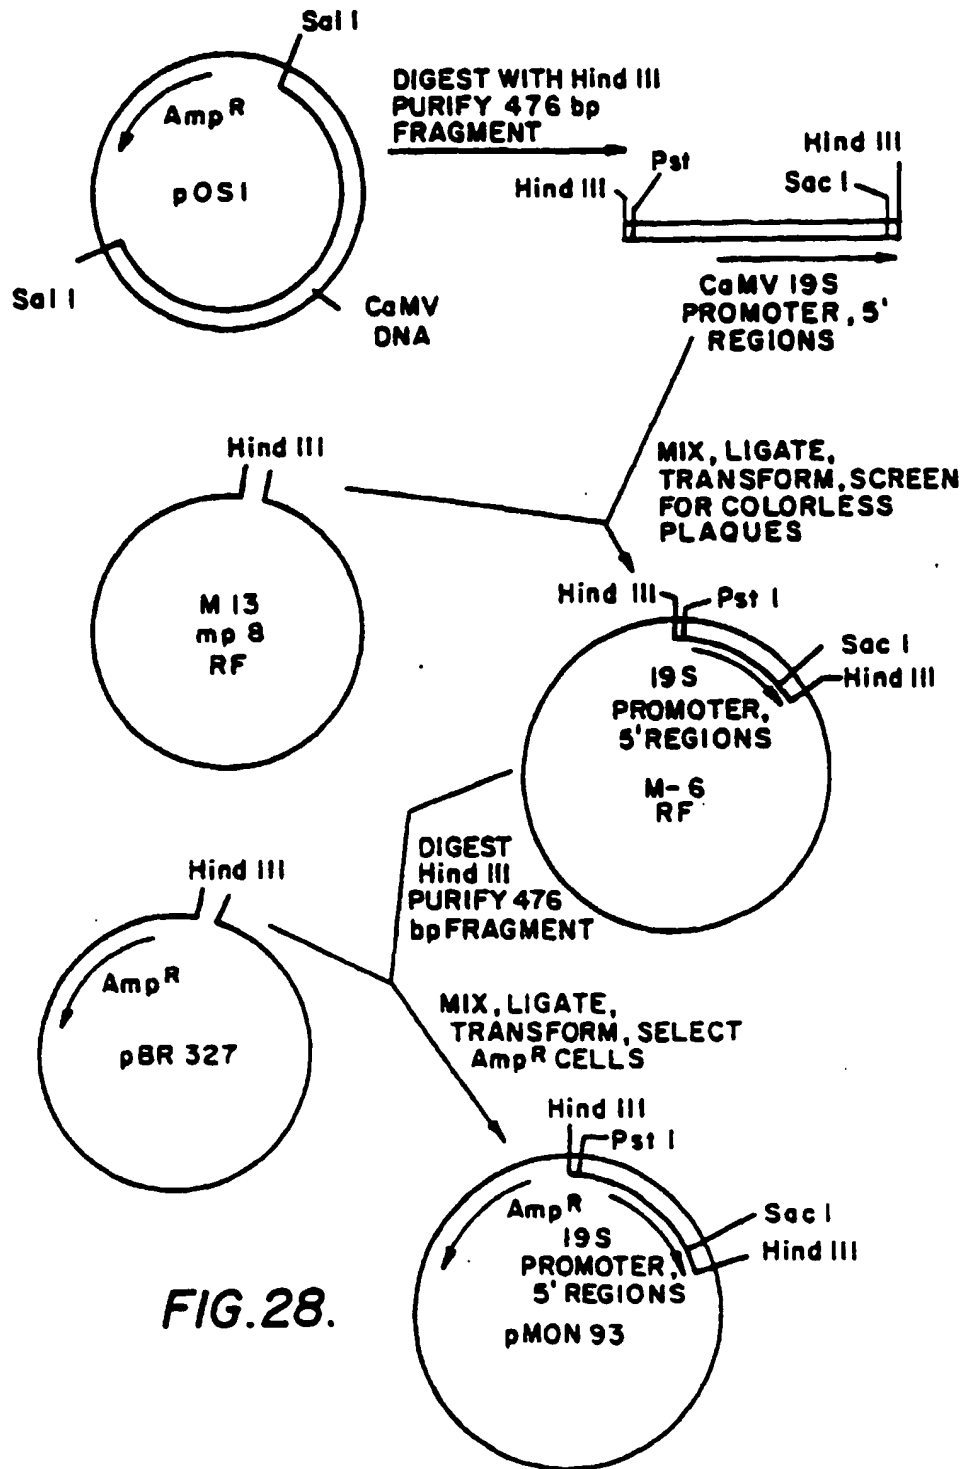 Sal I
Amp R
pOS1
Sal I
CaMV
DNA
DIGEST WITH Hind III
PURIFY 476 bp
FRAGMENT
Hind III
Pst
Sac I
Hind III
CaMV 19S
PROMOTER, 5'
REGIONS
Hind III
M 13
mp 8
RF
MIX, LIGATE,
TRANSFORM, SCREEN
FOR COLORLESS
PLAQUES
Hind III
Pst I
Sac I
Hind III
19S
PROMOTER,
5' REGIONS
M-6
RF
DIGEST
Hind III
PURIFY 476
bp FRAGMENT
Hind III
Amp R
pBR 327
MIX, LIGATE,
TRANSFORM, SELECT
Amp R CELLS
Hind III
Pst I
Sac I
Hind III
Amp R
19S
PROMOTER,
5' REGIONS
pMON 93
FIG.28.